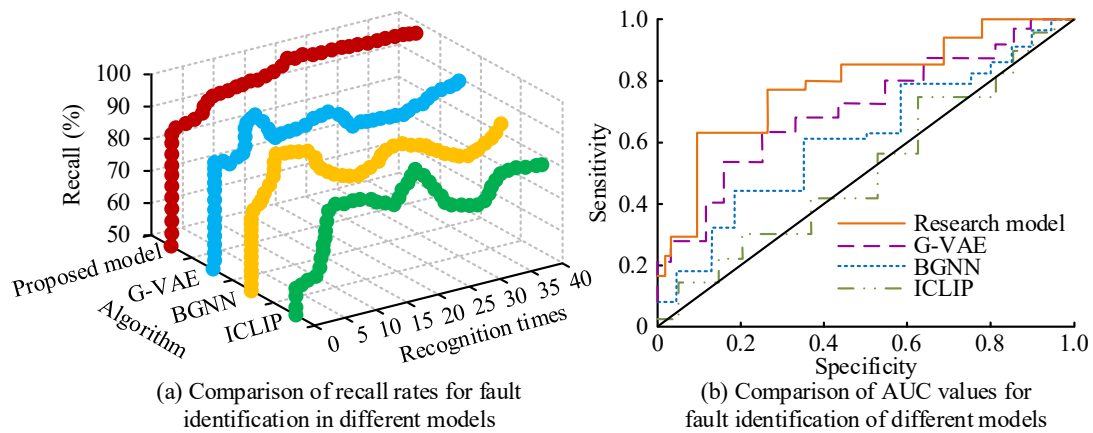 100
90
80
70
60
50
Recall (%)
Proposed model
G-VAE
BGNN
ICLIP
Algorithm
0
5
10
15
20
25
30
35
40
Recognition times
(a) Comparison of recall rates for fault
identification in different models
1.0
0.8
0.6
0.4
0.2
0
Sensitivity
Research model
G-VAE
BGNN
ICLIP
0
0.2
0.4
0.6
0.8
1.0
Specificity
(b) Comparison of AUC values for
fault identification of different models